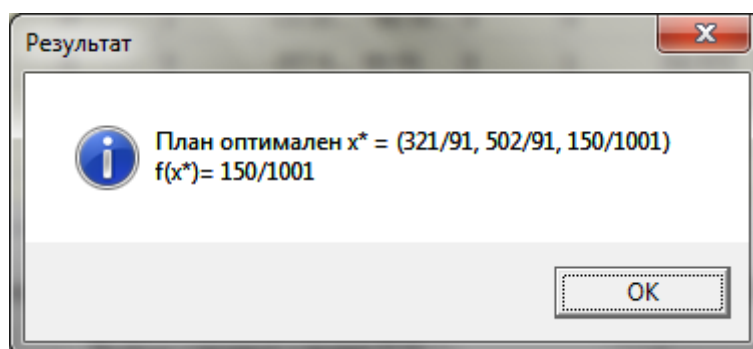 Результат
План оптимален x* = (321/91, 502/91, 150/1001)
f(x*)= 150/1001
OK